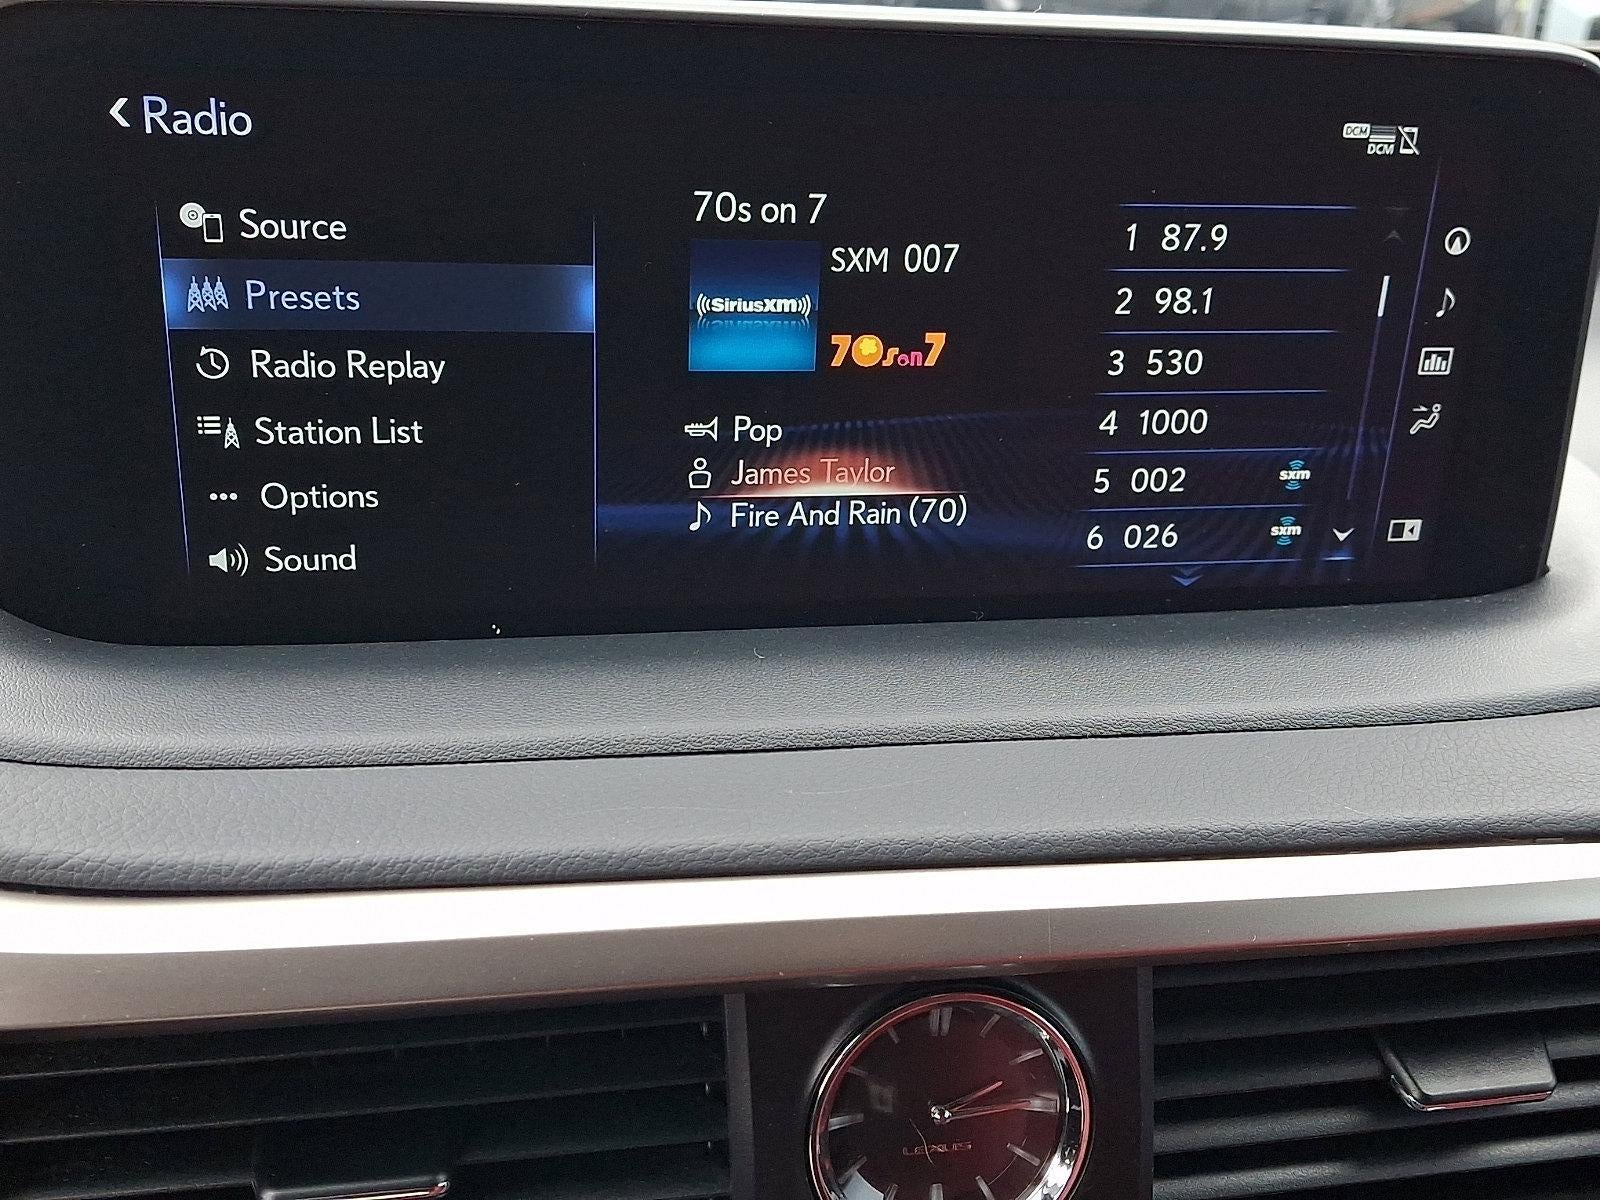 Radio
DCM
DCM
Source
Presets
Radio Replay
Station List
Options
Sound
70s on 7
SXM 007
((SiriusXM))
70s on 7
Pop
James Taylor
Fire And Rain (70)
1 87.9
2 98.1
3 530
4 1000
5 002 sxm
6 026 sxm
LEXUS